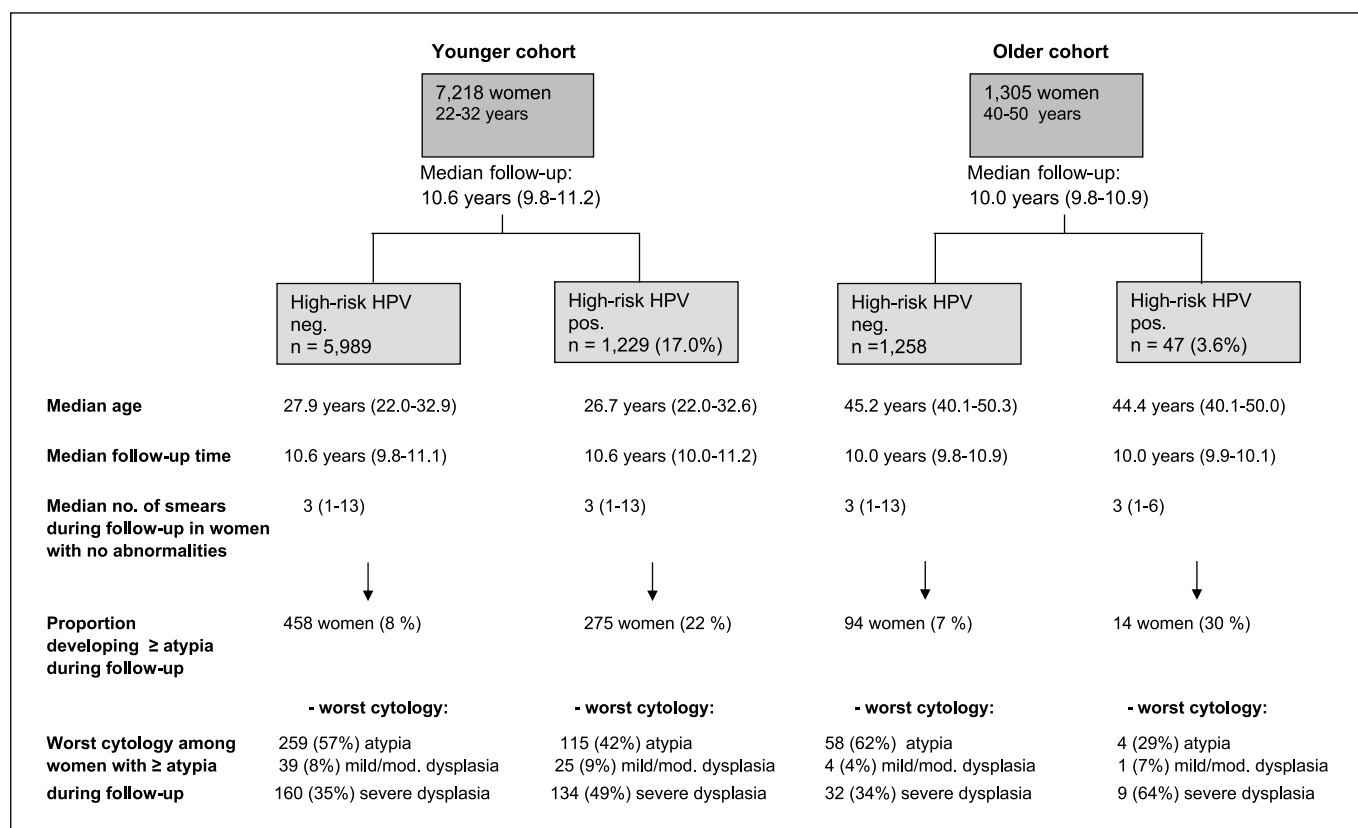 Younger cohort
7,218 women
22-32 years
Median follow-up:
10.6 years (9.8-11.2)
Older cohort
1,305 women
40-50 years
Median follow-up:
10.0 years (9.8-10.9)
High-risk HPV
neg.
n = 5,989
High-risk HPV
pos.
n = 1,229 (17.0%)
High-risk HPV
neg.
n =1,258
High-risk HPV
pos.
n = 47 (3.6%)
Median age 27.9 years (22.0-32.9) 26.7 years (22.0-32.6) 45.2 years (40.1-50.3) 44.4 years (40.1-50.0)
Median follow-up time 10.6 years (9.8-11.1) 10.6 years (10.0-11.2) 10.0 years (9.8-10.9) 10.0 years (9.9-10.1)
Median no. of smears 3 (1-13) 3 (1-13) 3 (1-13) 3 (1-6)
during follow-up in women
with no abnormalities
Proportion 458 women (8 %) 275 women (22 %) 94 women (7 %) 14 women (30 %)
developing ≥ atypia
during follow-up
- worst cytology: - worst cytology: - worst cytology: - worst cytology:
Worst cytology among 259 (57%) atypia 115 (42%) atypia 58 (62%) atypia 4 (29%) atypia
women with ≥ atypia 39 (8%) mild/mod. dysplasia 25 (9%) mild/mod. dysplasia 4 (4%) mild/mod. dysplasia 1 (7%) mild/mod. dysplasia
during follow-up 160 (35%) severe dysplasia 134 (49%) severe dysplasia 32 (34%) severe dysplasia 9 (64%) severe dysplasia